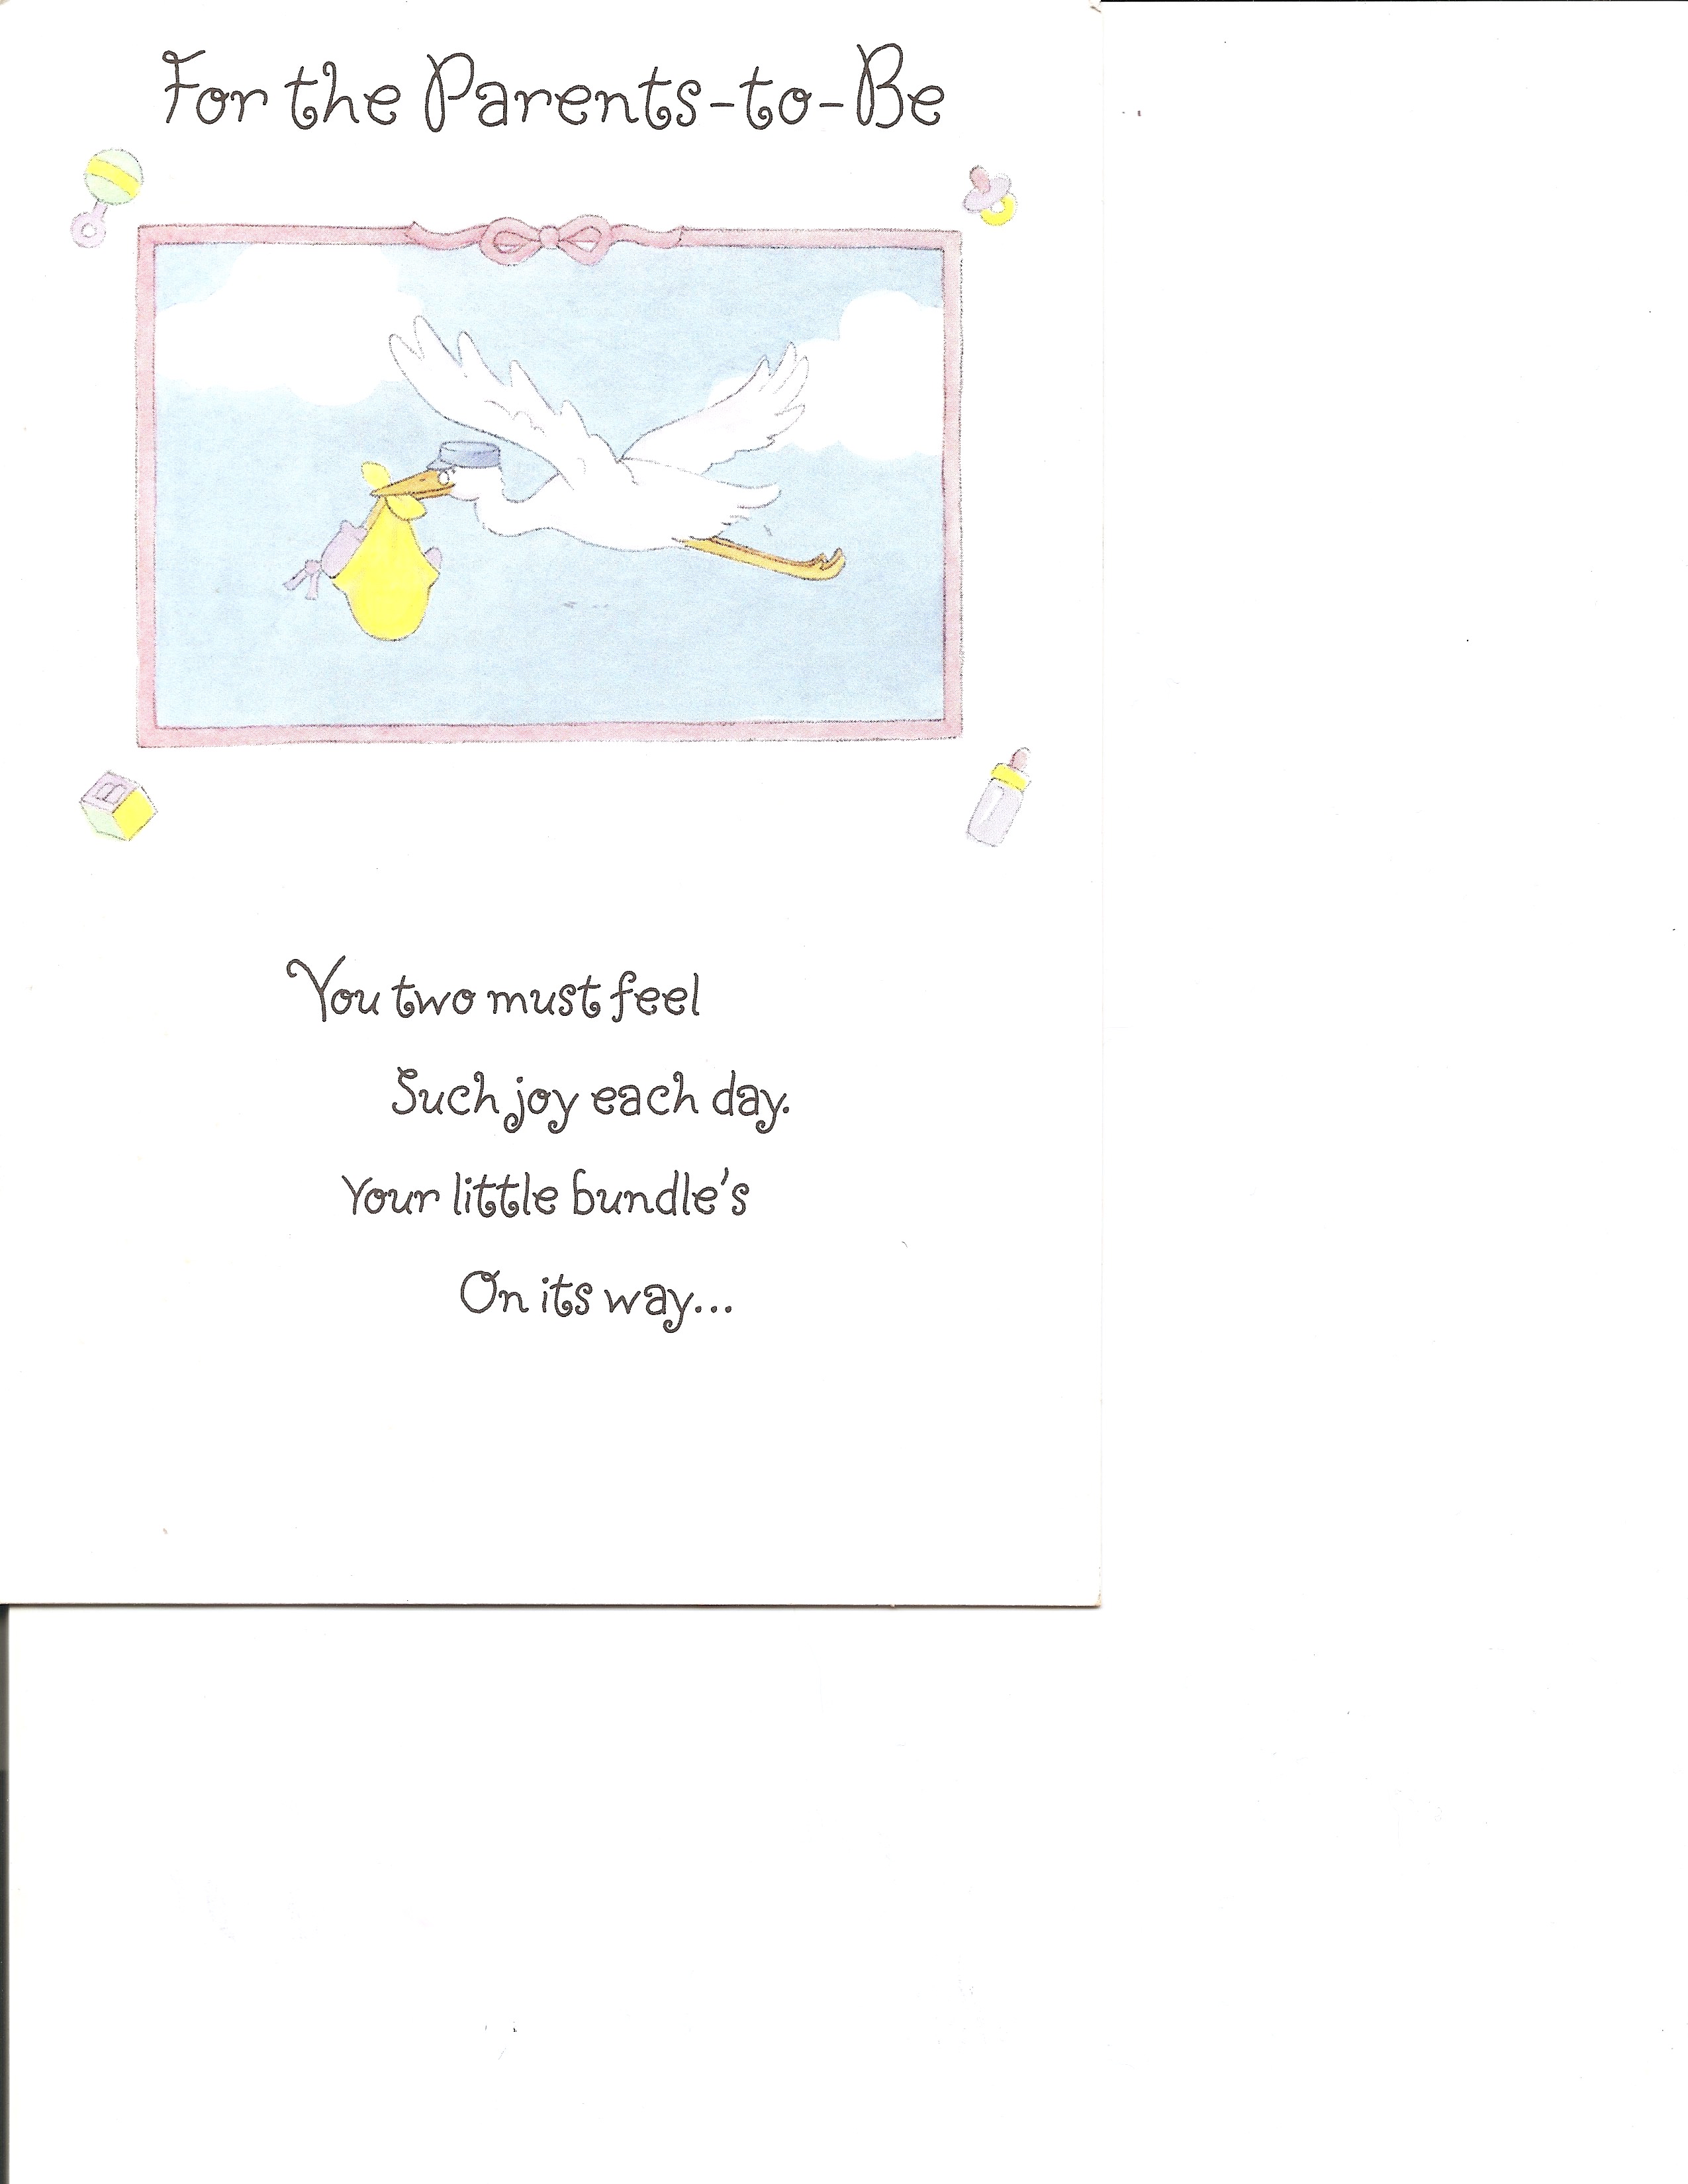 For the Parents-to-Be
B
You two must feel
Such joy each day.
Your little bundle's
On its way...